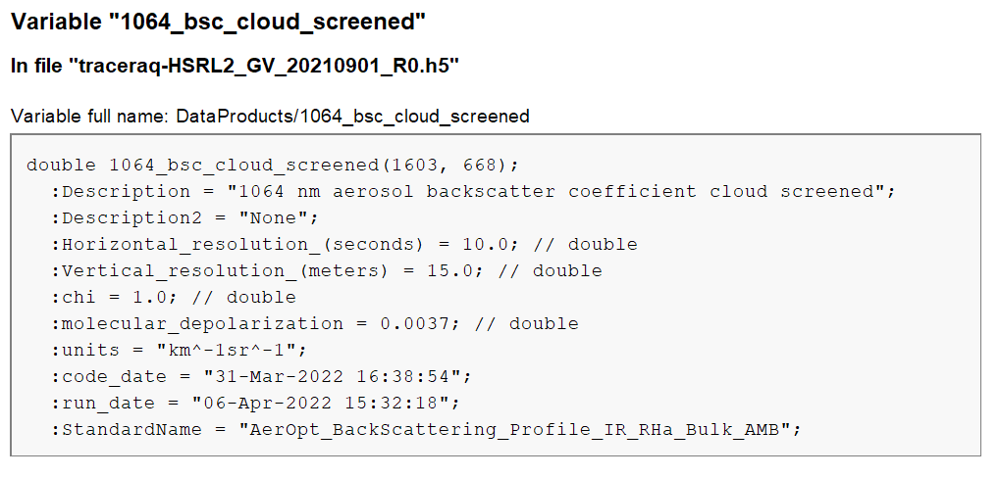 Variable "1064_bsc_cloud_screened"
In file "traceraq-HSRL2_GV_20210901_R0.h5"
Variable full name: DataProducts/1064_bsc_cloud_screened
double 1064_bsc_cloud_screened(1603, 668);
:Description = "1064 nm aerosol backscatter coefficient cloud screened";
:Description2 = "None";
:Horizontal_resolution_(seconds) = 10.0; // double
:Vertical_resolution_(meters) = 15.0; // double
:chi = 1.0; // double
:molecular_depolarization = 0.0037; // double
:units = "km^-1sr^-1";
:code_date = "31-Mar-2022 16:38:54";
:run_date = "06-Apr-2022 15:32:18";
:StandardName = "AerOpt_BackScattering_Profile_IR_RHa_Bulk_AMB";